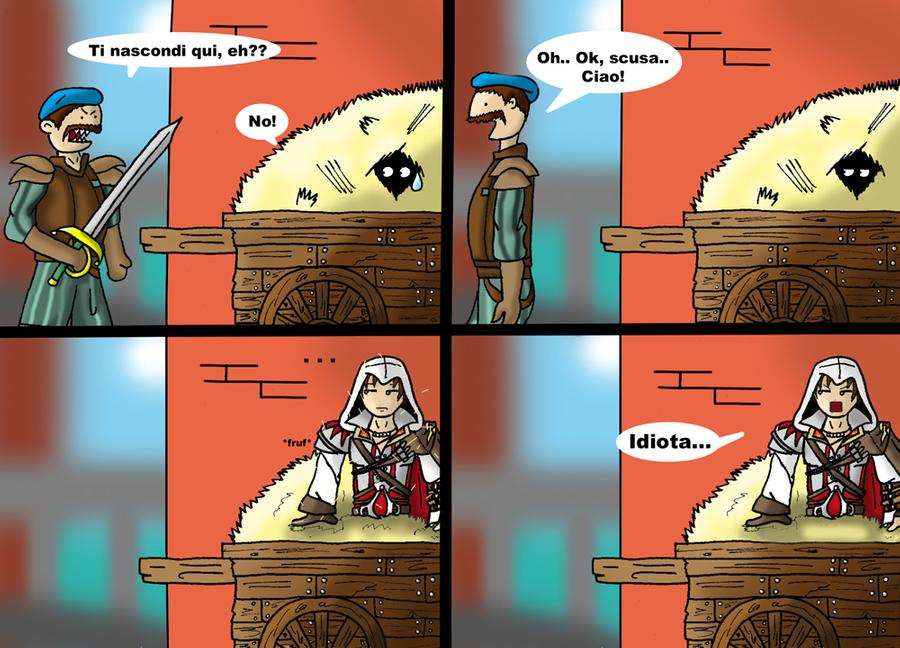 Ti nascondi qui, eh??
No!
Oh.. Ok, scusa..
Ciao!
...
*fruf*
Idiota...